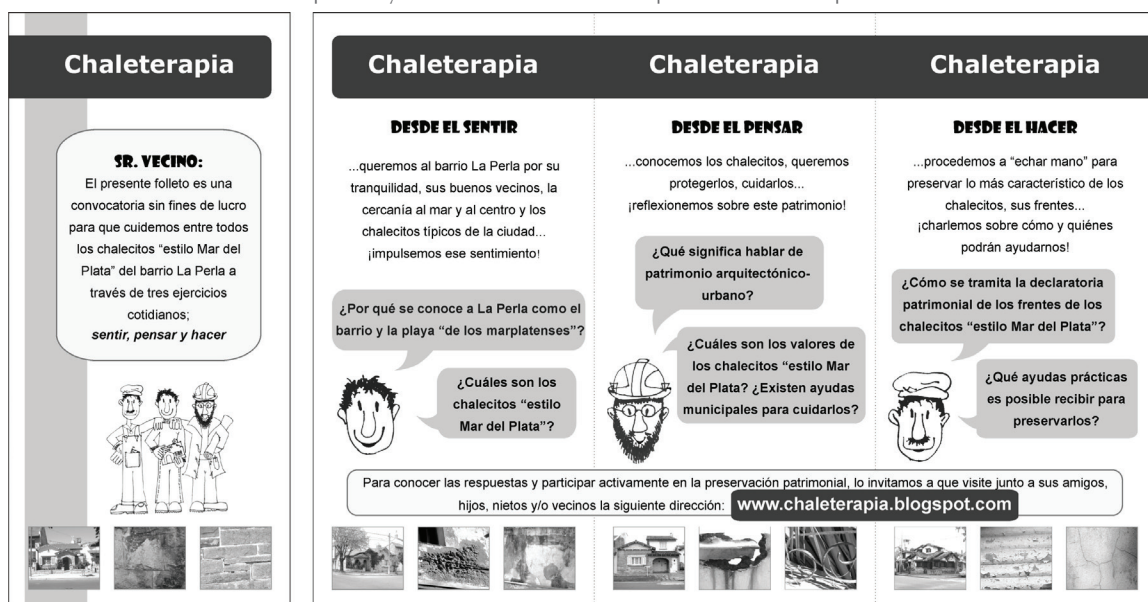 Chaleterapia
SR. VECINO:
El presente folleto es una
convocatoria sin fines de lucro
para que cuidemos entre todos
los chalecitos “estilo Mar del
Plata” del barrio La Perla a
través de tres ejercicios
cotidianos;
sentir, pensar y hacer
Chaleterapia
DESDE EL SENTIR
...queremos al barrio La Perla por su
tranquilidad, sus buenos vecinos, la
cercanía al mar y al centro y los
chalecitos típicos de la ciudad...
¡impulsemos ese sentimiento!
¿Por qué se conoce a La Perla como el
barrio y la playa “de los marplatenses”?
¿Cuáles son los
chalecitos “estilo
Mar del Plata”?
Chaleterapia
DESDE EL PENSAR
...conocemos los chalecitos, queremos
protegerlos, cuidarlos...
¡reflexionemos sobre este patrimonio!
¿Qué significa hablar de
patrimonio arquitectónico-
urbano?
¿Cuáles son los valores de
los chalecitos “estilo Mar
del Plata? ¿Existen ayudas
municipales para cuidarlos?
Chaleterapia
DESDE EL HACER
...procedemos a “echar mano” para
preservar lo más característico de los
chalecitos, sus frentes...
¡charlemos sobre cómo y quiénes
podrán ayudarnos!
¿Cómo se tramita la declaratoria
patrimonial de los frentes de los
chalecitos “estilo Mar del Plata”?
¿Qué ayudas prácticas
es posible recibir para
preservarlos?
Para conocer las respuestas y participar activamente en la preservación patrimonial, lo invitamos a que visite junto a sus amigos,
hijos, nietos y/o vecinos la siguiente dirección: www.chaleterapia.blogspot.com